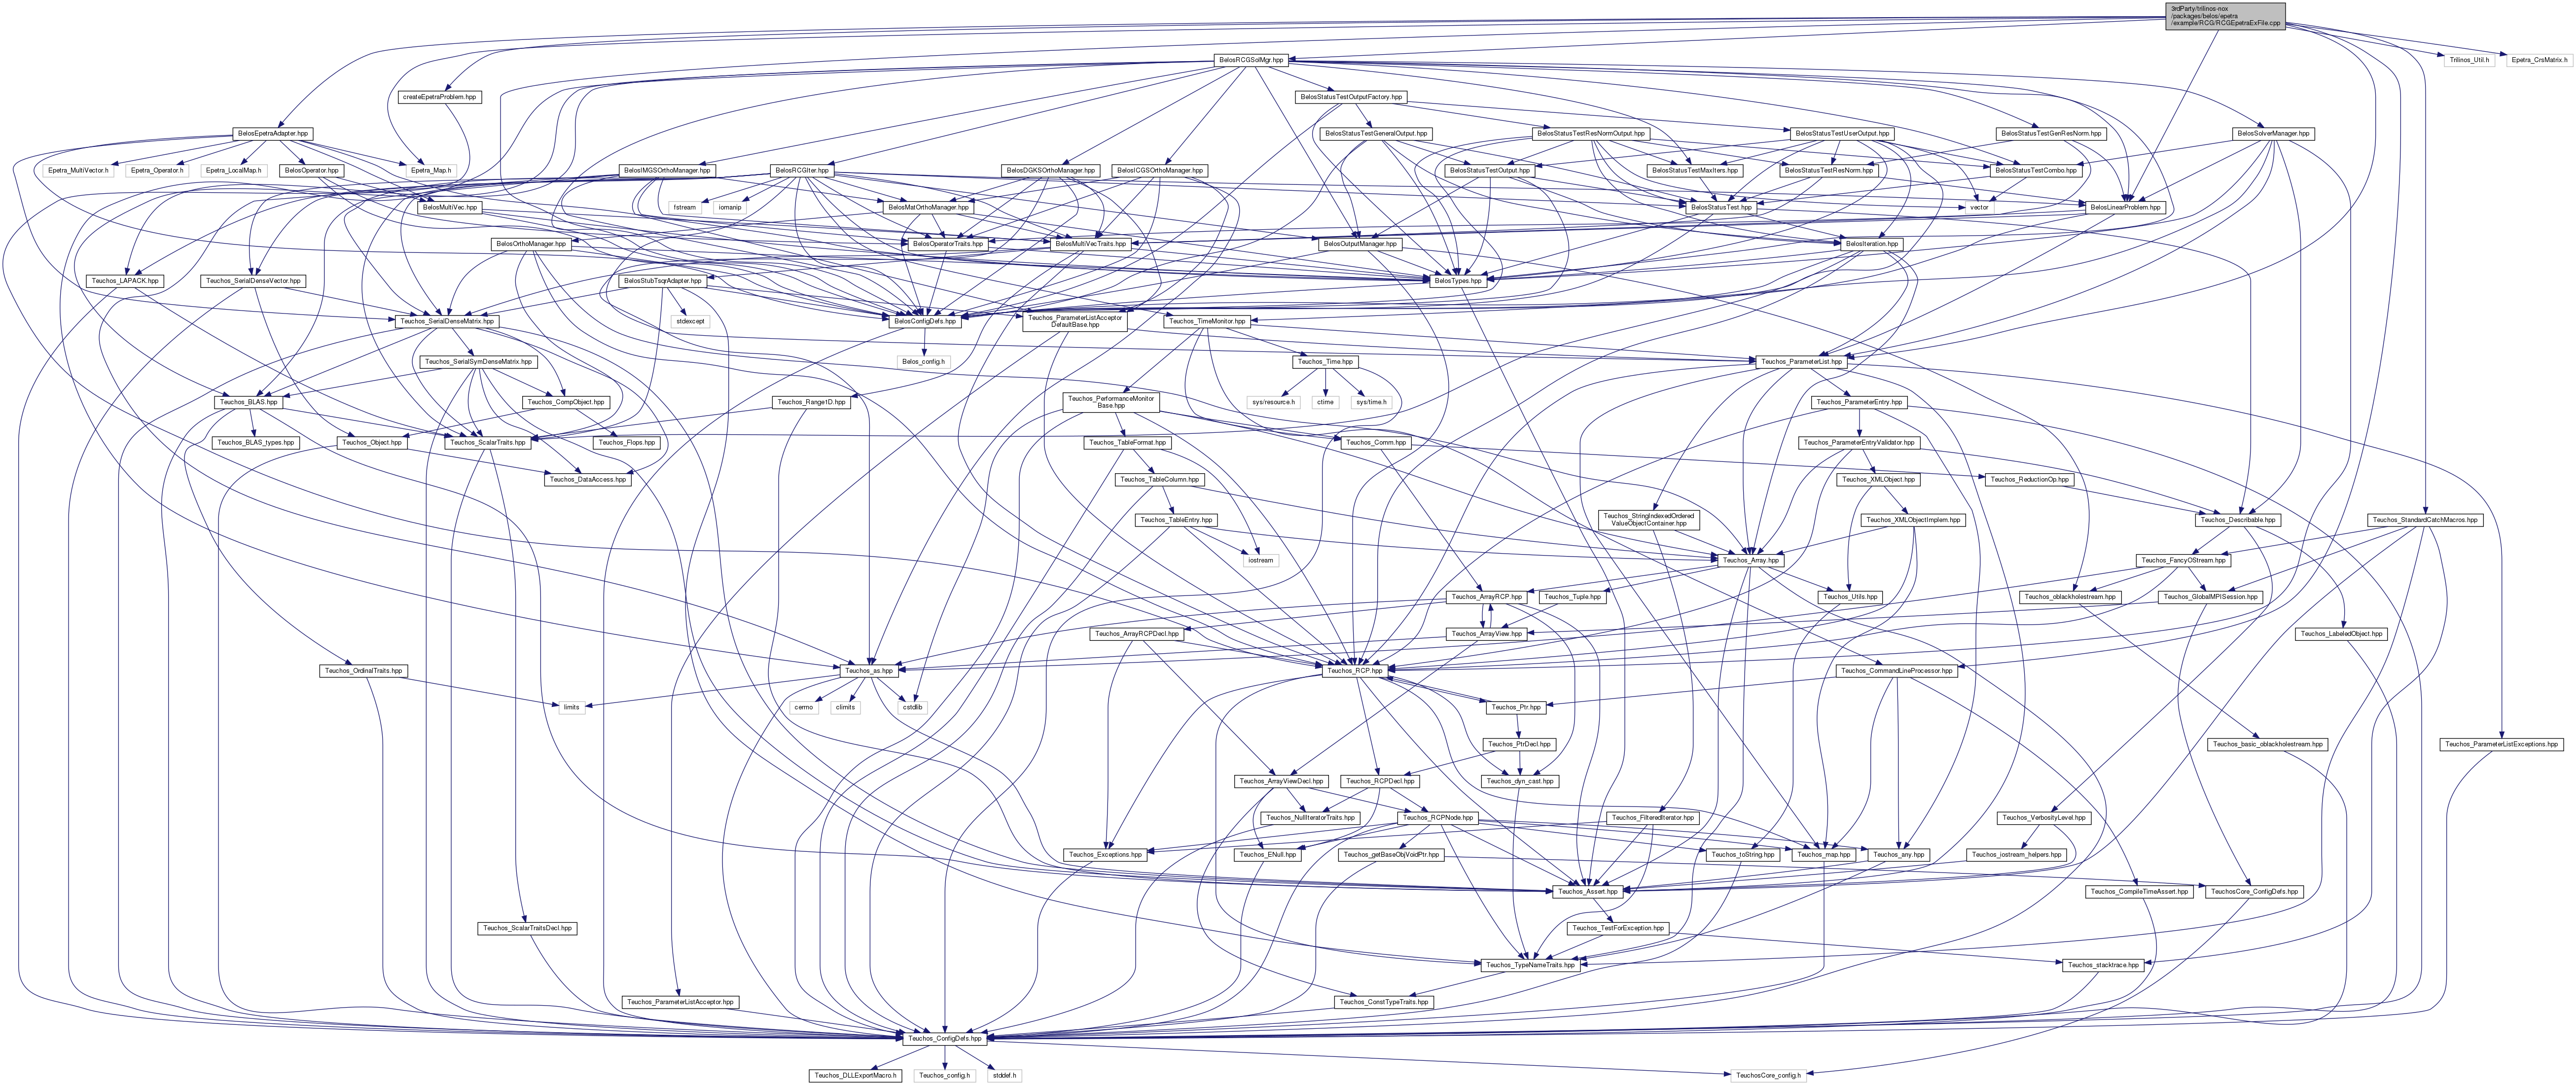 3rdParty/trilinos-nox
/packages/belos/epetra
/example/RCG/RCGEpetraExFile.cpp
BelosRCGSolMgr.hpp
Trilinos_Util.h
Epetra_CrsMatrix.h
createEpetraProblem.hpp
BelosStatusTestOutputFactory.hpp
BelosEpetraAdapter.hpp
BelosStatusTestGeneralOutput.hpp
BelosStatusTestResNormOutput.hpp
BelosStatusTestUserOutput.hpp
BelosStatusTestGenResNorm.hpp
BelosSolverManager.hpp
Epetra_MultiVector.h
Epetra_Operator.h
Epetra_LocalMap.h
BelosOperator.hpp
Epetra_Map.h
BelosIMGSOrthoManager.hpp
BelosRCGIter.hpp
BelosDGKSOrthoManager.hpp
BelosICGSOrthoManager.hpp
BelosStatusTestOutput.hpp
BelosStatusTestMaxIters.hpp
BelosStatusTestResNorm.hpp
BelosStatusTestCombo.hpp
BelosMultiVec.hpp
fstream
iomanip
BelosMatOrthoManager.hpp
BelosStatusTest.hpp
vector
BelosLinearProblem.hpp
BelosOrthoManager.hpp
BelosOperatorTraits.hpp
BelosMultiVecTraits.hpp
BelosOutputManager.hpp
BelosIteration.hpp
Teuchos_LAPACK.hpp
Teuchos_SerialDenseVector.hpp
BelosStubTsqrAdapter.hpp
BelosTypes.hpp
Teuchos_SerialDenseMatrix.hpp
stdexcept
BelosConfigDefs.hpp
Teuchos_ParameterListAcceptor
DefaultBase.hpp
Teuchos_TimeMonitor.hpp
Teuchos_SerialSymDenseMatrix.hpp
Belos_config.h
Teuchos_Time.hpp
Teuchos_ParameterList.hpp
Teuchos_BLAS.hpp
Teuchos_CompObject.hpp
Teuchos_Range1D.hpp
Teuchos_PerformanceMonitor
Base.hpp
sys/resource.h
ctime
sys/time.h
Teuchos_ParameterEntry.hpp
Teuchos_BLAS_types.hpp
Teuchos_Object.hpp
Teuchos_ScalarTraits.hpp
Teuchos_Flops.hpp
Teuchos_TableFormat.hpp
Teuchos_Comm.hpp
Teuchos_ParameterEntryValidator.hpp
Teuchos_DataAccess.hpp
Teuchos_TableColumn.hpp
Teuchos_XMLObject.hpp
Teuchos_ReductionOp.hpp
Teuchos_TableEntry.hpp
Teuchos_StringIndexedOrdered
ValueObjectContainer.hpp
Teuchos_XMLObjectImplem.hpp
Teuchos_Describable.hpp
Teuchos_StandardCatchMacros.hpp
iostream
Teuchos_Array.hpp
Teuchos_FancyOStream.hpp
Teuchos_ArrayRCP.hpp
Teuchos_Tuple.hpp
Teuchos_Utils.hpp
Teuchos_oblackholestream.hpp
Teuchos_GlobalMPISession.hpp
Teuchos_ArrayRCPDecl.hpp
Teuchos_ArrayView.hpp
Teuchos_LabeledObject.hpp
Teuchos_OrdinalTraits.hpp
Teuchos_as.hpp
Teuchos_RCP.hpp
Teuchos_CommandLineProcessor.hpp
limits
cerrno
climits
cstdlib
Teuchos_Ptr.hpp
Teuchos_PtrDecl.hpp
Teuchos_basic_oblackholestream.hpp
Teuchos_ParameterListExceptions.hpp
Teuchos_ArrayViewDecl.hpp
Teuchos_RCPDecl.hpp
Teuchos_dyn_cast.hpp
Teuchos_NullIteratorTraits.hpp
Teuchos_RCPNode.hpp
Teuchos_FilteredIterator.hpp
Teuchos_VerbosityLevel.hpp
Teuchos_Exceptions.hpp
Teuchos_ENull.hpp
Teuchos_getBaseObjVoidPtr.hpp
Teuchos_toString.hpp
Teuchos_map.hpp
Teuchos_any.hpp
Teuchos_iostream_helpers.hpp
Teuchos_Assert.hpp
Teuchos_CompileTimeAssert.hpp
TeuchosCore_ConfigDefs.hpp
Teuchos_ScalarTraitsDecl.hpp
Teuchos_TestForException.hpp
Teuchos_TypeNameTraits.hpp
Teuchos_stacktrace.hpp
Teuchos_ParameterListAcceptor.hpp
Teuchos_ConstTypeTraits.hpp
Teuchos_ConfigDefs.hpp
Teuchos_DLLExportMacro.h
Teuchos_config.h
stddef.h
TeuchosCore_config.h